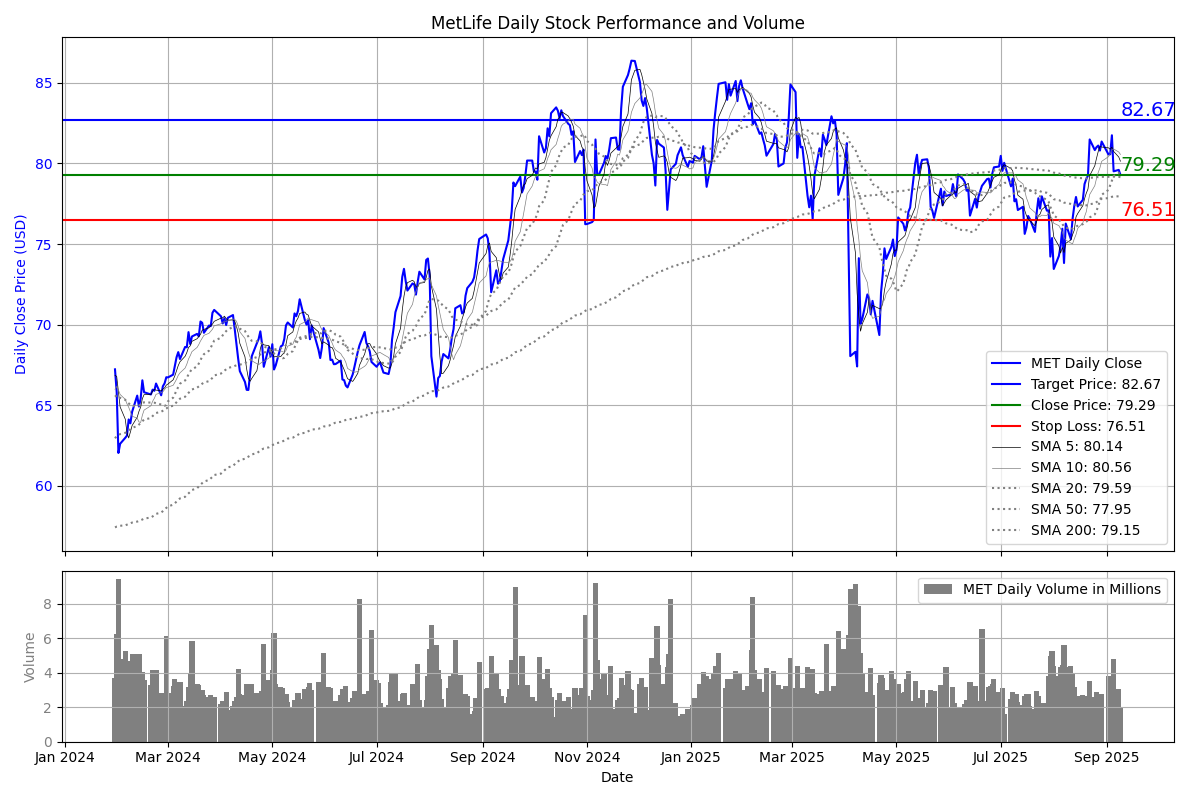 MetLife Daily Stock Performance and Volume
Daily Close Price (USD)
85
80
75
70
65
60
82.67
79.29
76.51
MET Daily Close
Target Price: 82.67
Close Price: 79.29
Stop Loss: 76.51
SMA 5: 80.14
SMA 10: 80.56
SMA 20: 79.59
SMA 50: 77.95
SMA 200: 79.15
Volume
8
6
4
2
0
MET Daily Volume in Millions
Jan 2024 Mar 2024 May 2024 Jul 2024 Sep 2024 Nov 2024 Jan 2025 Mar 2025 May 2025 Jul 2025 Sep 2025
Date